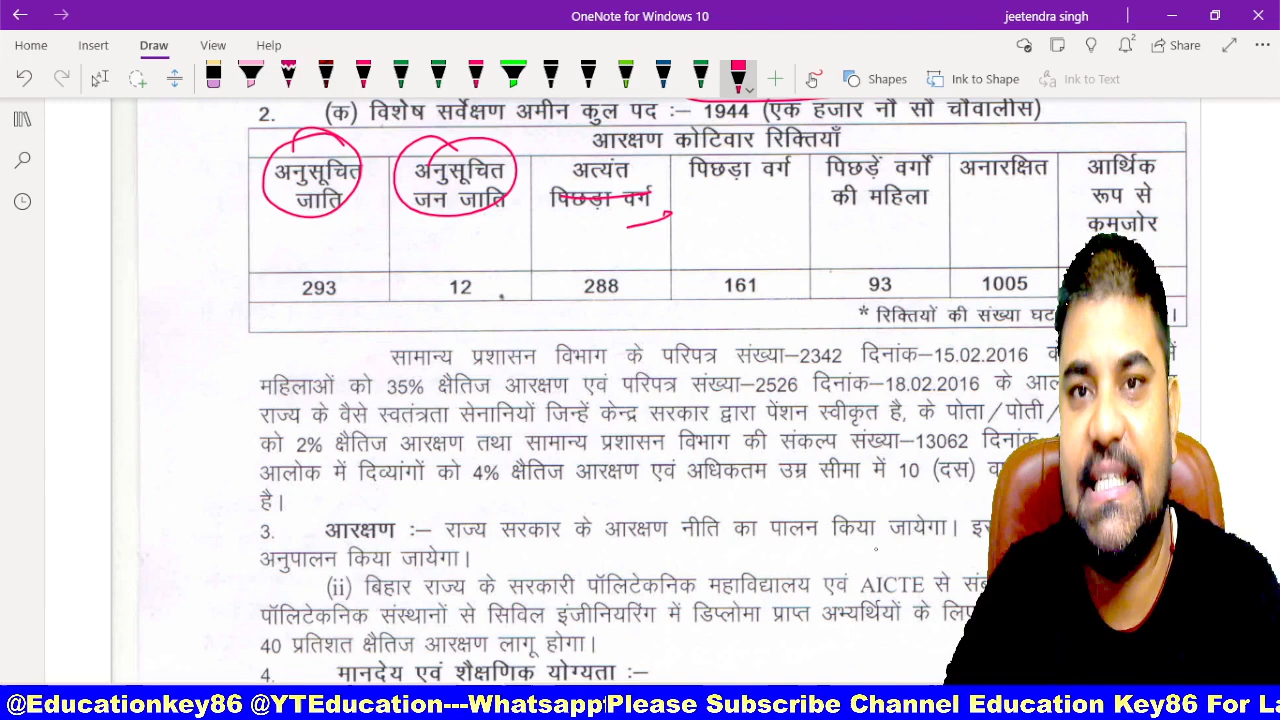 OneNote for Windows 10
jeetendra singh
Home Insert Draw View Help
Share
Shapes
Ink to Shape
Ink to Text
2. (क) विशेष सर्वेक्षण अमीन कुल पद :– 1944 (एक हजार नौ सौ चौवालीस)
आरक्षण कोटिवार रिक्तियाँ
अनुसूचित जाति
अनुसूचित जन जाति
अत्यंत पिछड़ा वर्ग
पिछड़ा वर्ग
पिछड़ें वर्गों की महिला
अनारक्षित
आर्थिक रूप से कमजोर
293 12 288 161 93 1005
* रिक्तियों की संख्या घट
सामान्य प्रशासन विभाग के परिपत्र संख्या–2342 दिनांक–15.02.2016
महिलाओं को 35% क्षैतिज आरक्षण एवं परिपत्र संख्या–2526 दिनांक–18.02.2016 के
राज्य के वैसे स्वतंत्रता सेनानियों जिन्हें केन्द्र सरकार द्वारा पेंशन स्वीकृत है, के पोता/पोती/
को 2% क्षैतिज आरक्षण तथा सामान्य प्रशासन विभाग की संकल्प संख्या–13062 दिनांक
आलोक में दिव्यांगों को 4% क्षैतिज आरक्षण एवं अधिकतम उम्र सीमा में 10 (दस)
है।
3. आरक्षण :– राज्य सरकार के आरक्षण नीति का पालन किया जायेगा।
अनुपालन किया जायेगा।
(ii) बिहार राज्य के सरकारी पॉलिटेकनिक महाविद्यालय एवं AICTE से
पॉलिटेकनिक संस्थानों से सिविल इंजीनियरिंग में डिप्लोमा प्राप्त अभ्यर्थियों के
40 प्रतिशत क्षैतिज आरक्षण लागू होगा।
4. मानदेय एवं शैक्षणिक योग्यता :–
@Educationkey86 @YTEducation---Whatsapp Please Subscribe Channel Education Key86 For